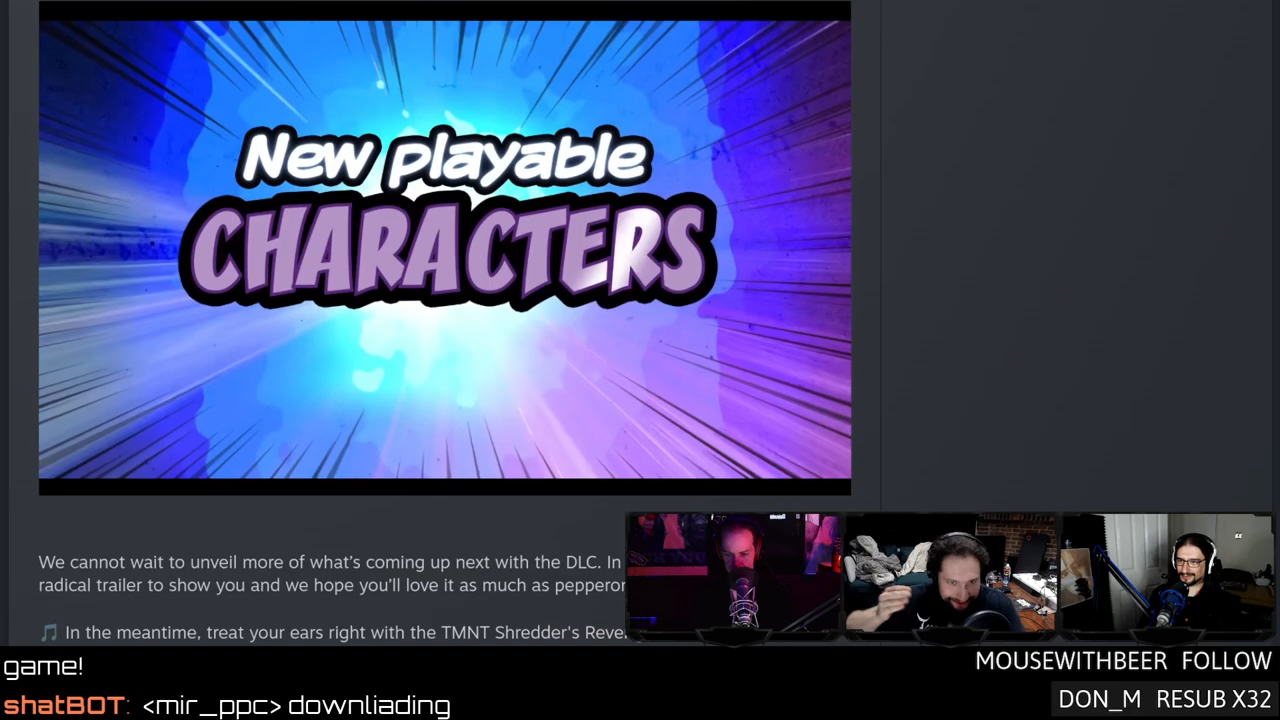 New playable
CHARACTERS
We cannot wait to unveil more of what's coming up next with the DLC. In
radical trailer to show you and we hope you'll love it as much as pepperon
🎵 In the meantime, treat your ears right with the TMNT Shredder's Reve
game!
MOUSEWITHBEER FOLLOW
shatBOT: <mir_ppc> downliading
DON_M RESUB X32